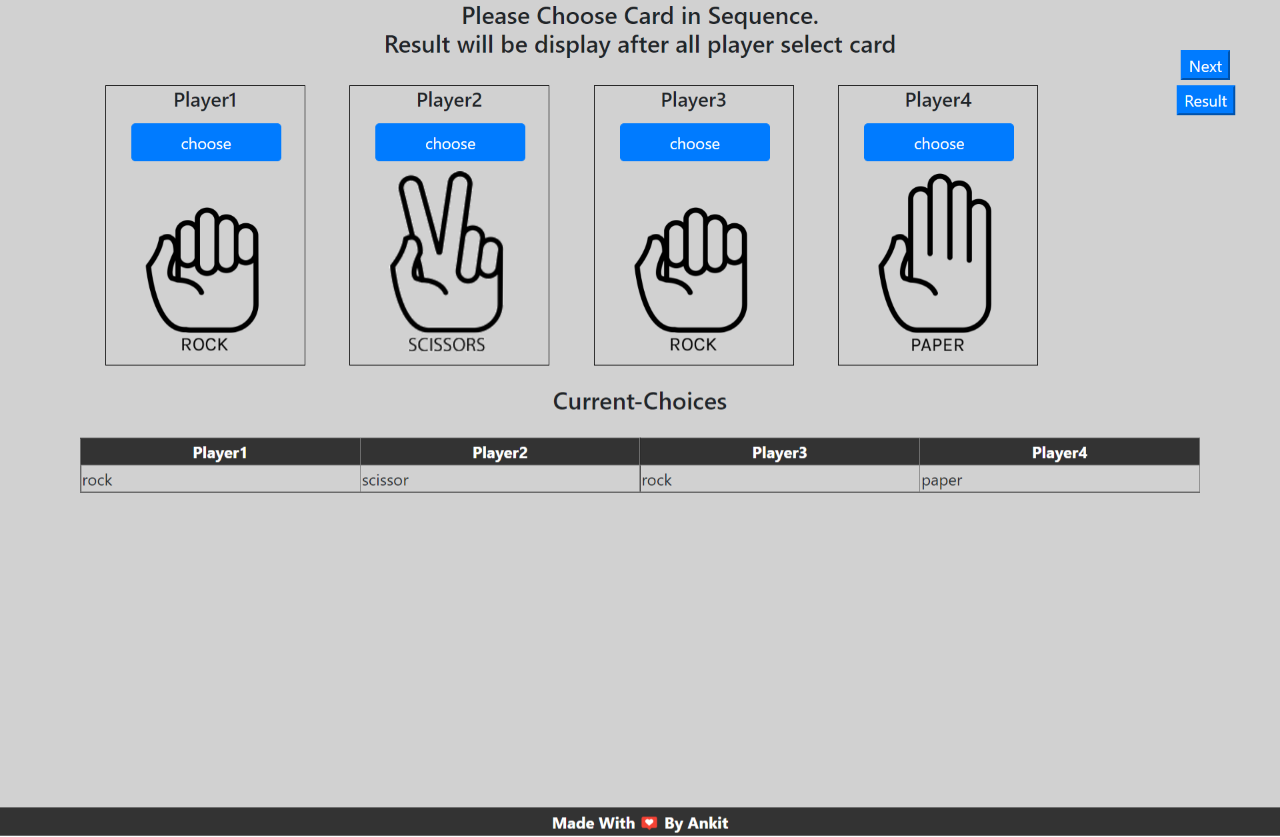 Please Choose Card in Sequence.
Result will be display after all player select card
Next
Result
Player1
choose
ROCK
Player2
choose
SCISSORS
Player3
choose
ROCK
Player4
choose
PAPER
Current-Choices
Player1 Player2 Player3 Player4
rock scissor rock paper
Made With 💌 By Ankit